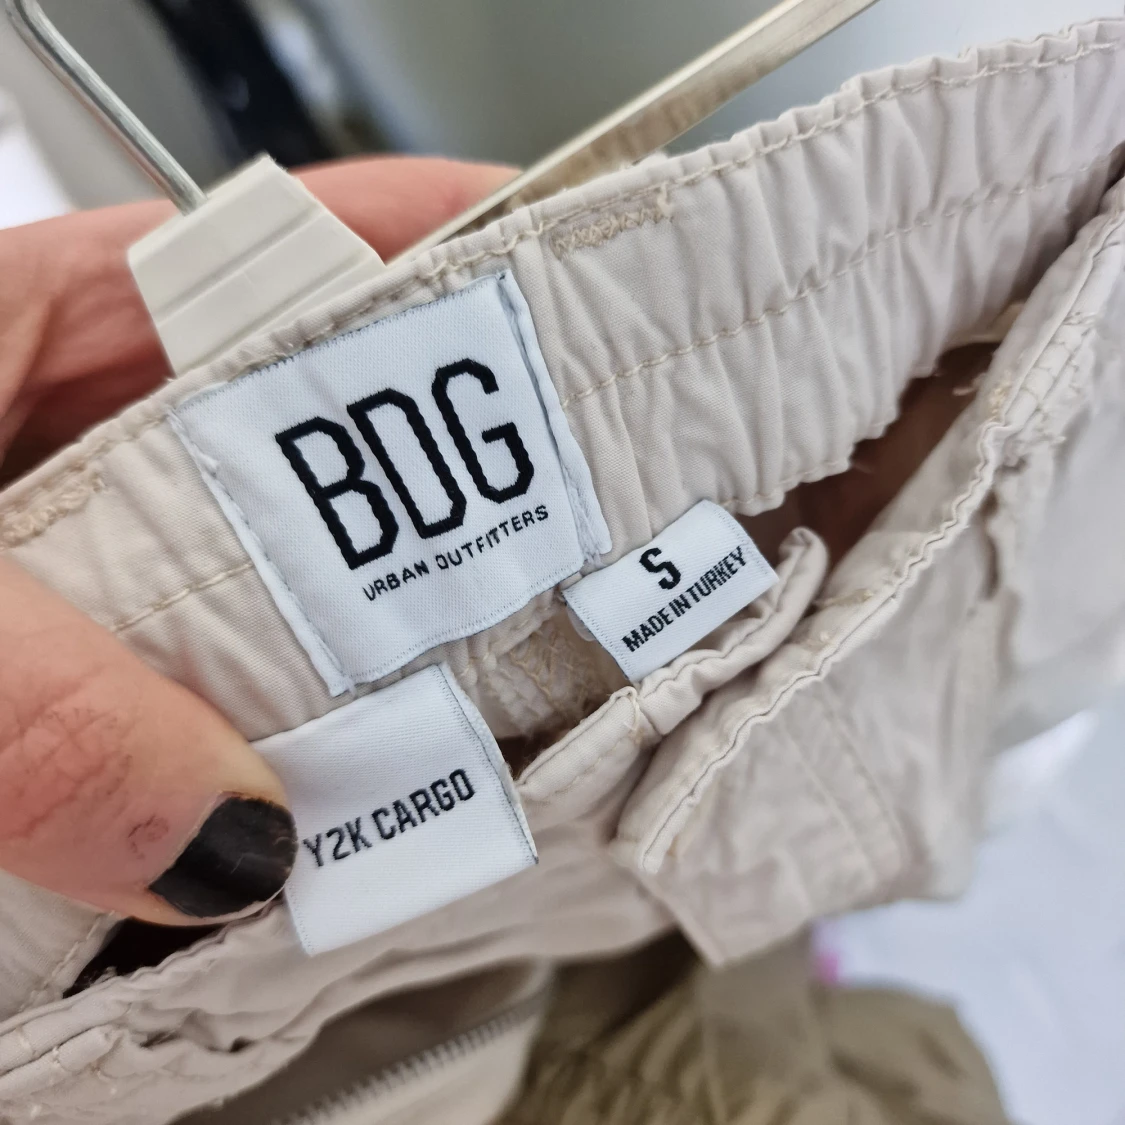 BDG
URBAN OUTFITTERS
S
MADE IN TURKEY
Y2K CARGO